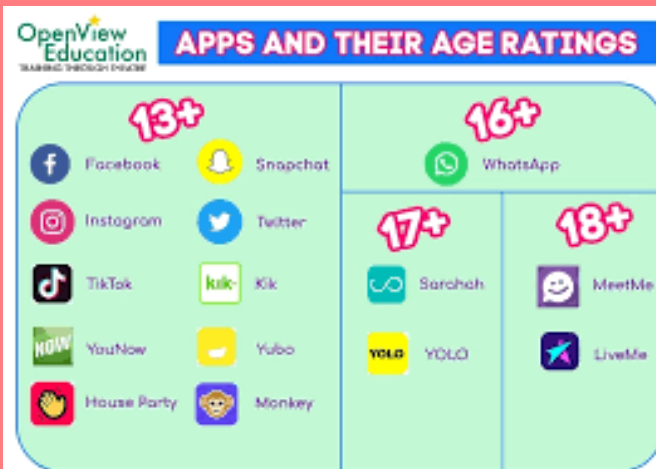 OpenView
Education
TRAINING THROUGH THEATRE
APPS AND THEIR AGE RATINGS
13+
Facebook
Snapchat
Instagram
Twitter
TikTok
kik.
Kik
NOW
YouNow
Yubo
House Party
Monkey
16+
WhatsApp
17+
Sarahah
YOLO
YOLO
18+
MeetMe
LiveMe